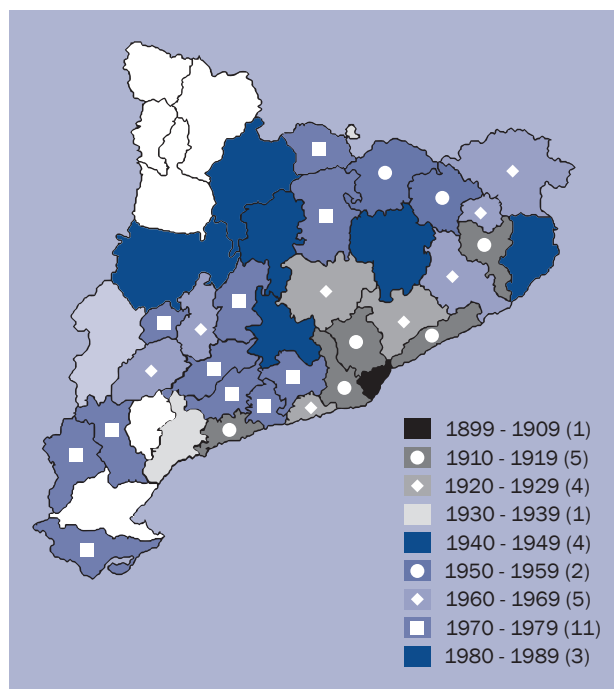 1899 - 1909 (1)
1910 - 1919 (5)
1920 - 1929 (4)
1930 - 1939 (1)
1940 - 1949 (4)
1950 - 1959 (2)
1960 - 1969 (5)
1970 - 1979 (11)
1980 - 1989 (3)